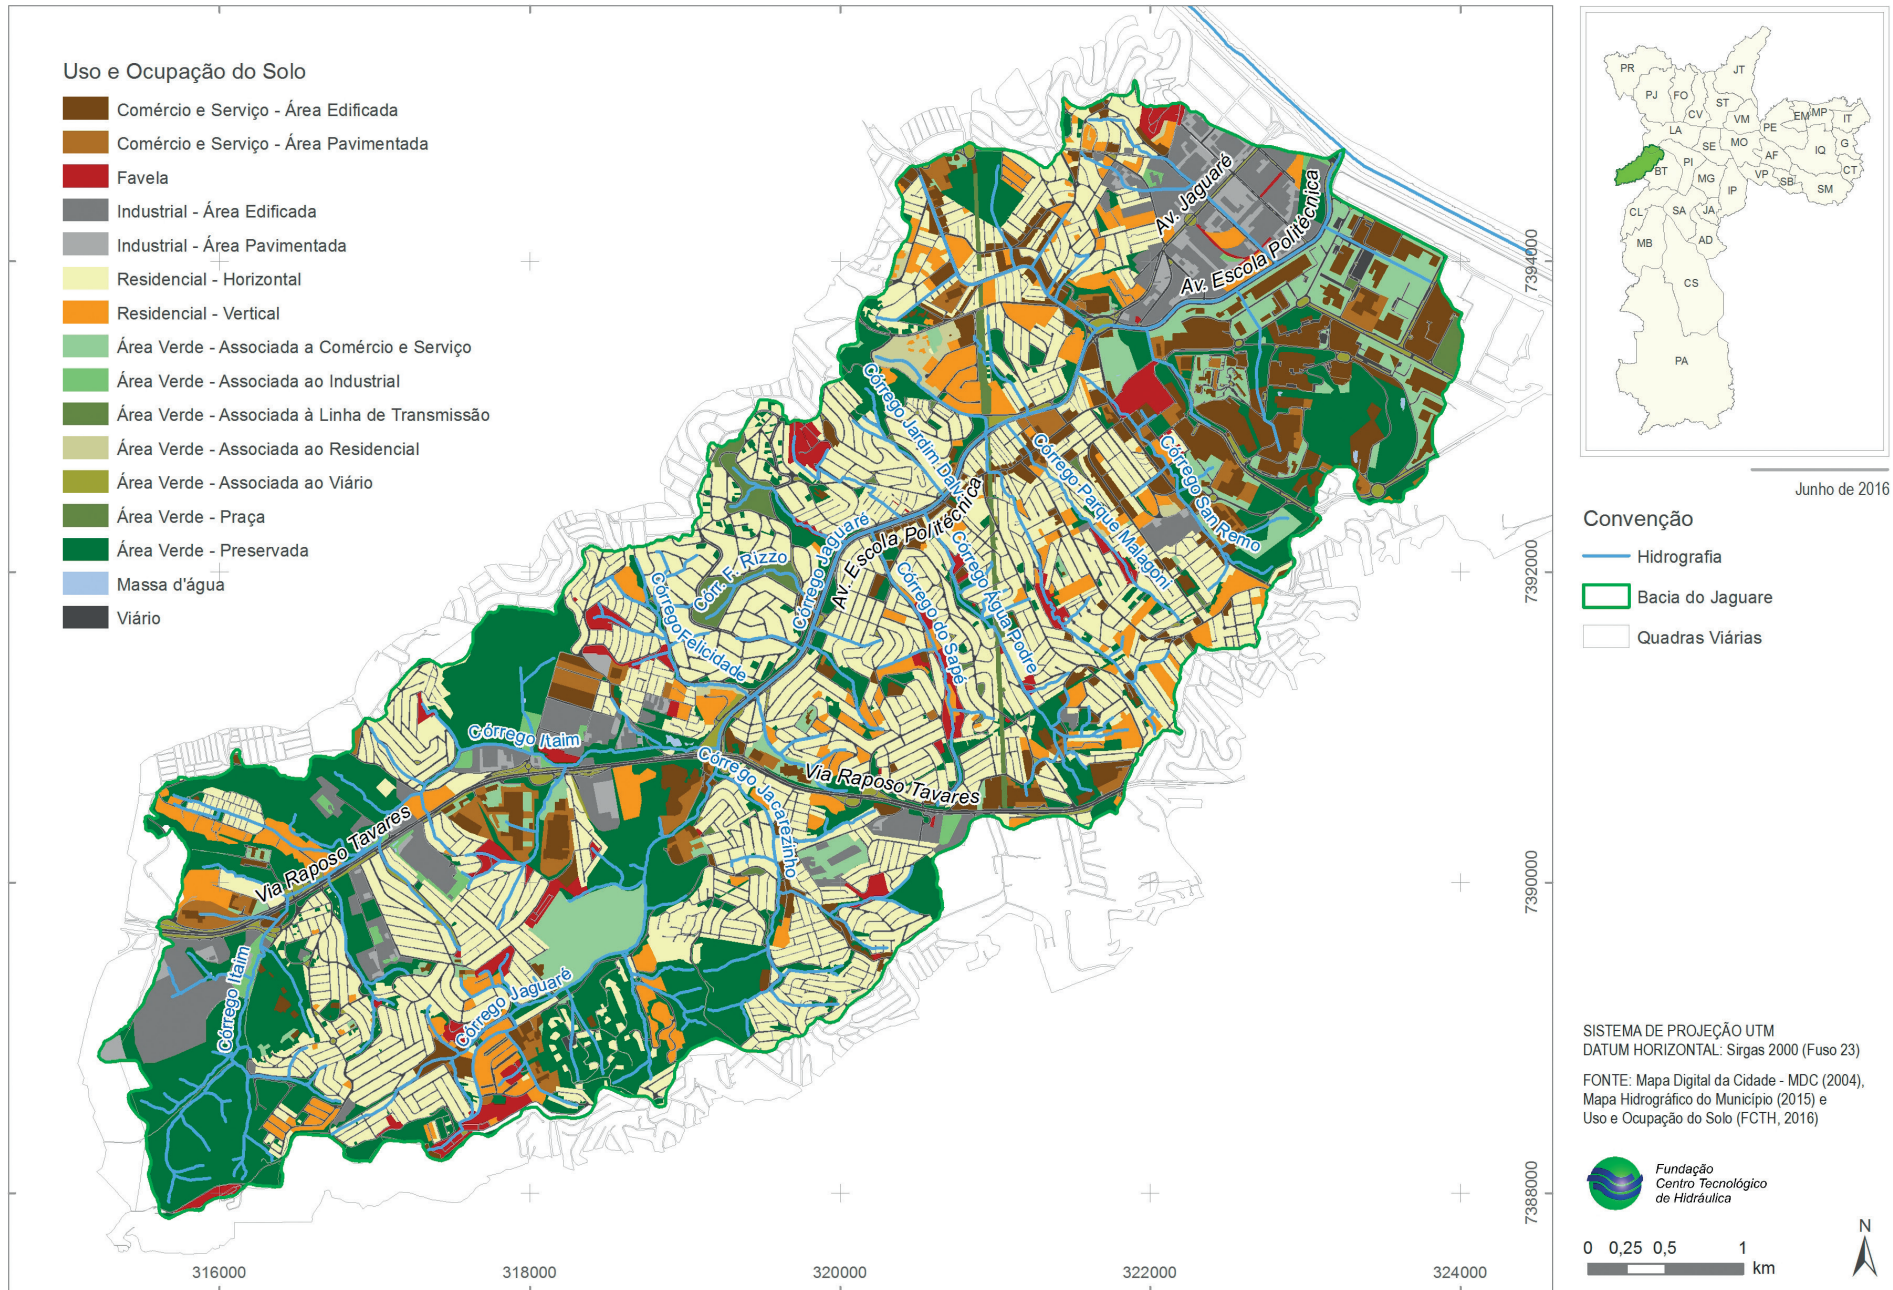 Uso e Ocupação do Solo
Comércio e Serviço - Área Edificada
Comércio e Serviço - Área Pavimentada
Favela
Industrial - Área Edificada
Industrial - Área Pavimentada
Residencial - Horizontal
Residencial - Vertical
Área Verde - Associada a Comércio e Serviço
Área Verde - Associada ao Industrial
Área Verde - Associada à Linha de Transmissão
Área Verde - Associada ao Residencial
Área Verde - Associada ao Viário
Área Verde - Praça
Área Verde - Preservada
Massa d'água
Viário
Av. Jaguaré
Av. Escola Politécnica
Córrego Jardim Dalv
Córrego Parque Malagoni
Córrego San Remo
Av. Escola Politécnica
Córrego Jaguaré
Córr. F. Rizzo
Córrego Felicidade
Córrego do Sapé
Córrego Água Podre
Córrego Itaim
Córrego Jacarezinho
Via Raposo Tavares
Via Raposo Tavares
Córrego Itaim
Córrego Jaguaré
316000
318000
320000
322000
324000
7394000
7392000
7390000
7388000
PR
JT
PJ
FO
ST
CV
VM
EM
MP
IT
LA
PE
SE
MO
IQ
G
PI
AF
BT
VP
CT
MG
IP
SB
SM
CL
SA
JA
MB
AD
CS
PA
Junho de 2016
Convenção
Hidrografia
Bacia do Jaguare
Quadras Viárias
SISTEMA DE PROJEÇÃO UTM
DATUM HORIZONTAL: Sirgas 2000 (Fuso 23)
FONTE: Mapa Digital da Cidade - MDC (2004),
Mapa Hidrográfico do Município (2015) e
Uso e Ocupação do Solo (FCTH, 2016)
Fundação
Centro Tecnológico
de Hidráulica
0 0,25 0,5 1
km
N